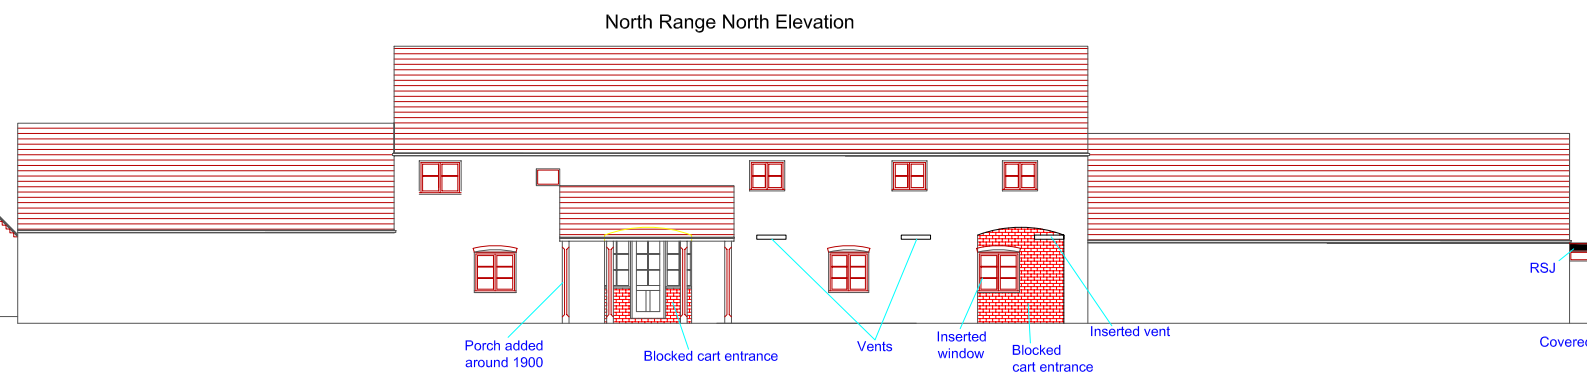 North Range North Elevation
RSJ
Porch added
around 1900
Blocked cart entrance
Vents
Inserted
window
Blocked
cart entrance
Inserted vent
Covered